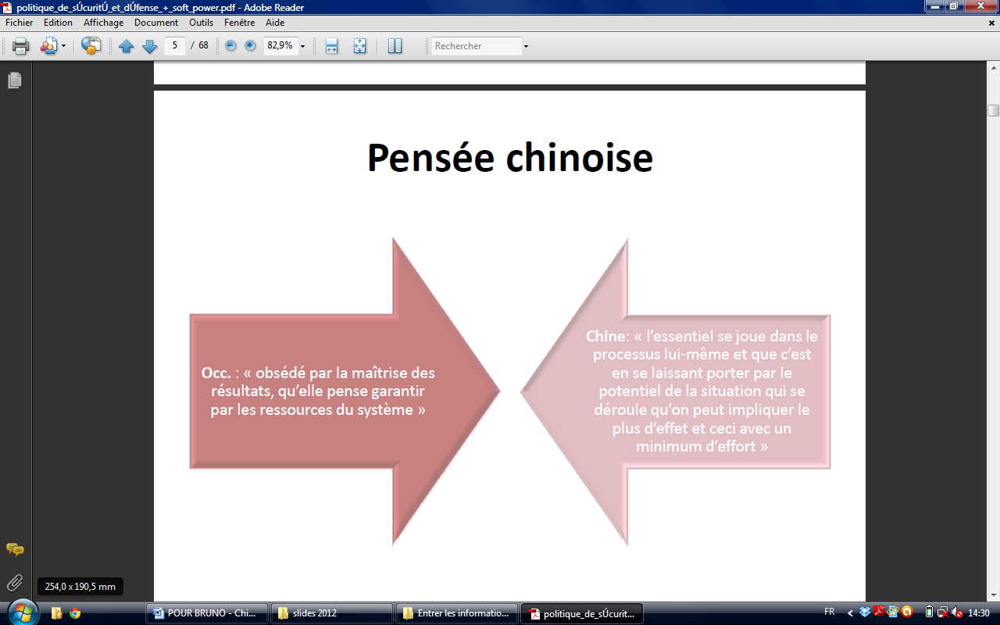 politique_de_sÚcuritÚ_et_dÚfense_+_soft_power.pdf - Adobe Reader
Fichier Edition Affichage Document Outils Fenêtre Aide
5 / 68 82,9% Rechercher
Pensée chinoise
Occ. : « obsédé par la maîtrise des
résultats, qu’elle pense garantir
par les ressources du système »
Chine: « l’essentiel se joue dans le
processus lui-même et que c’est
en se laissant porter par le
potentiel de la situation qui se
déroule qu’on peut impliquer le
plus d’effet et ceci avec un
minimum d’effort »
254,0 x 190,5 mm
POUR BRUNO - Chi... slides 2012 Entrer les informatio... politique_de_sÚcurit... FR 14:30